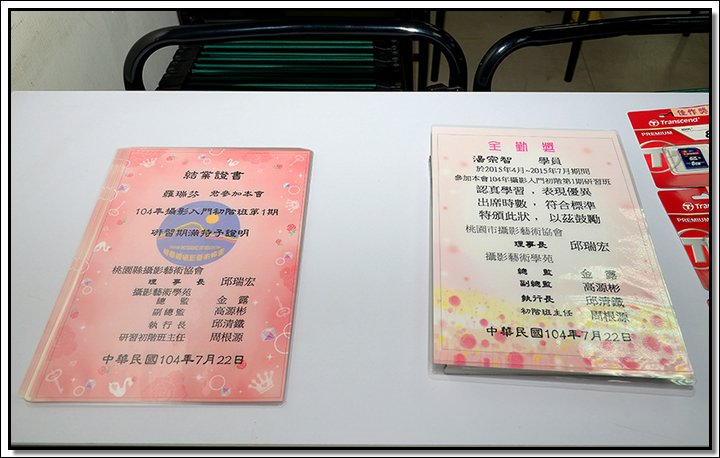 結業證書
羅瑞芬 君參加本會
104年攝影入門初階班第1期
研習期滿特予證明
桃園縣攝影藝術協會
理事長 邱瑞宏
攝影藝術學苑
總監 金露
副總監 高源彬
執行長 邱清鐵
研習初階班主任 周根源
中華民國104年7月22日
全勤獎
湯宗智 學員
於2015年4月~2015年7月期間
參加本會104年攝影入門初階第1期研習班
認真學習，表現優異
出席時數，符合標準
特頒此狀，以茲鼓勵
桃園市攝影藝術協會
理事長 邱瑞宏
攝影藝術學苑
總監 金露
副總監 高源彬
執行長 邱清鐵
初階班主任 周根源
中華民國104年7月22日
佳作獎
Transcend
PREMIUM
Transcend
PREMIUM